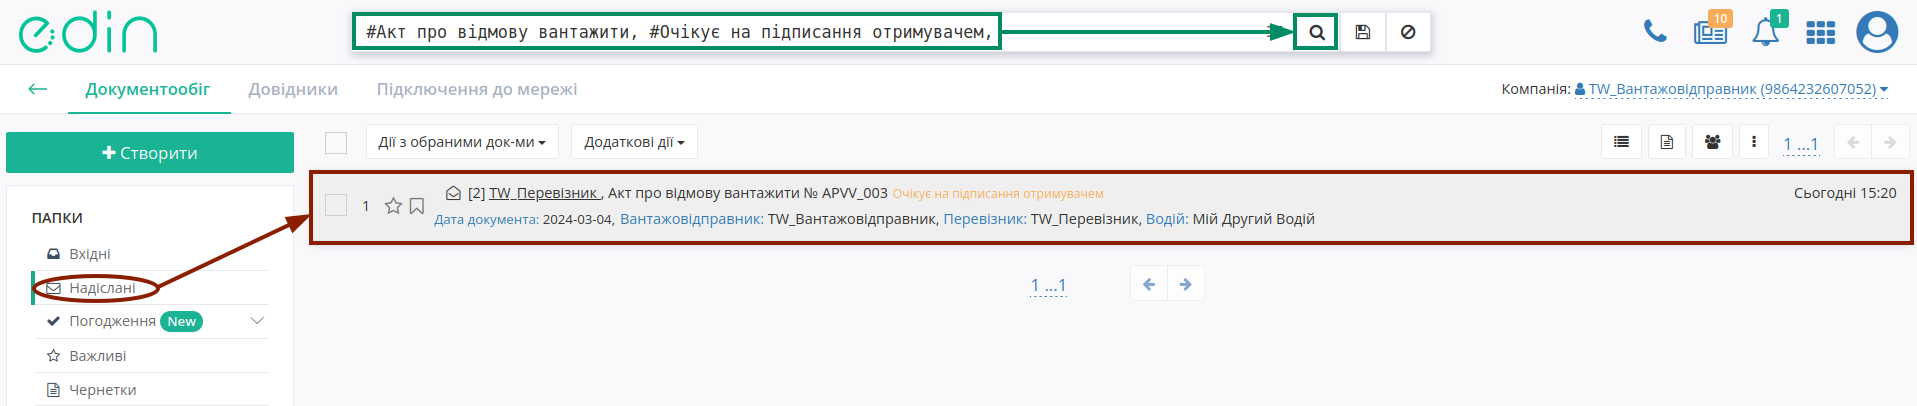 edin
#Акт про відмову вантажити, #Очікує на підписання отримувачем,
10
1
Документообіг
Довідники
Підключення до мережі
Компанія: TW_Вантажовідправник (9864232607052)
Створити
Дії з обраними док-ми
Додаткові дії
1 ...1
1
[2] TW_Перевізник , Акт про відмову вантажити № APVV_003 Очікує на підписання отримувачем
Сьогодні 15:20
Дата документа: 2024-03-04, Вантажовідправник: TW_Вантажовідправник, Перевізник: TW_Перевізник, Водій: Мій Другий Водій
ПАПКИ
Вхідні
Надіслані
Погодження New
Важливі
Чернетки
1 ...1